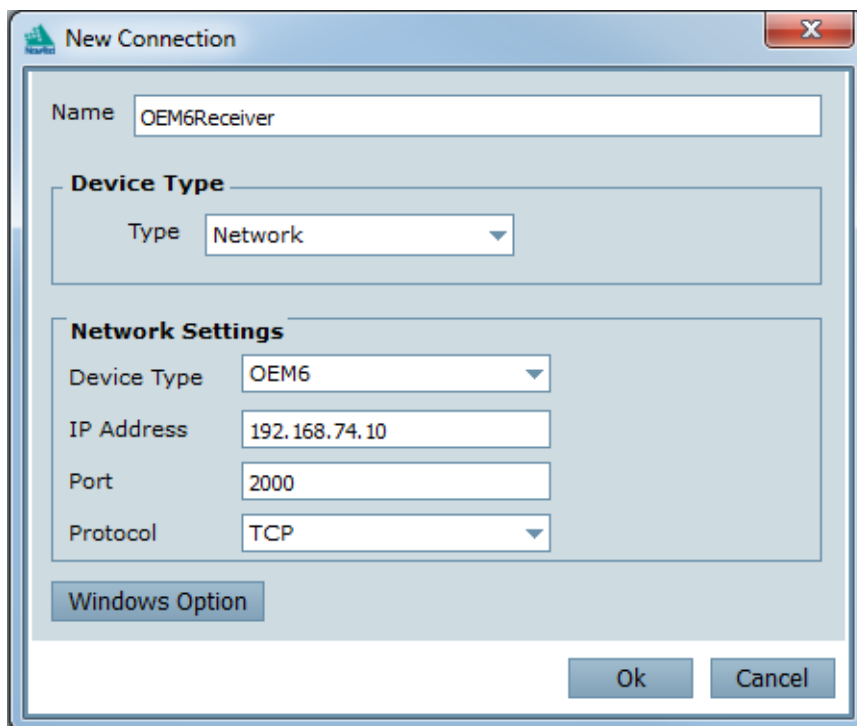 New Connection
Name OEM6Receiver
Device Type
Type Network
Network Settings
Device Type OEM6
IP Address 192.168.74.10
Port 2000
Protocol TCP
Windows Option
Ok Cancel